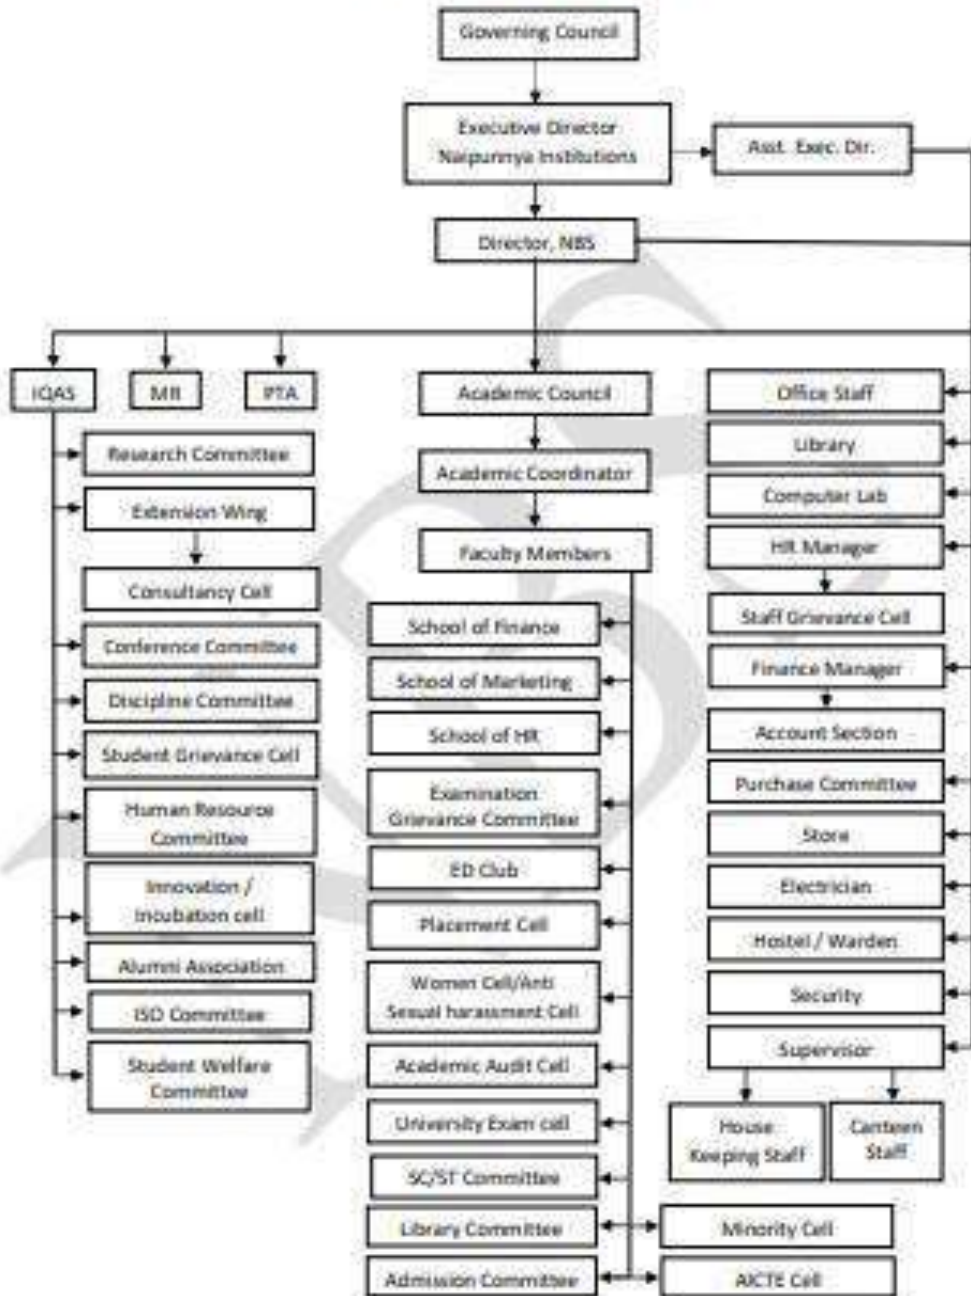 Governing Council
Executive Director
Naipunnya Institutions
Asst. Exec. Dir.
Director, NBS
IQAS
MR
PTA
Research Committee
Extension Wing
Consultancy Cell
Conference Committee
Discipline Committee
Student Grievance Cell
Human Resource
Committee
Innovation /
Incubation cell
Alumni Association
ISO Committee
Student Welfare
Committee
Academic Council
Academic Coordinator
Faculty Members
School of Finance
School of Marketing
School of HR
Examination
Grievance Committee
ED Club
Placement Cell
Women Cell/Anti
Sexual harassment Cell
Academic Audit Cell
University Exam cell
SC/ST Committee
Library Committee
Admission Committee
Office Staff
Library
Computer Lab
HR Manager
Staff Grievance Cell
Finance Manager
Account Section
Purchase Committee
Store
Electrician
Hostel / Warden
Security
Supervisor
House
Keeping Staff
Canteen
Staff
Minority Cell
AICTE Cell